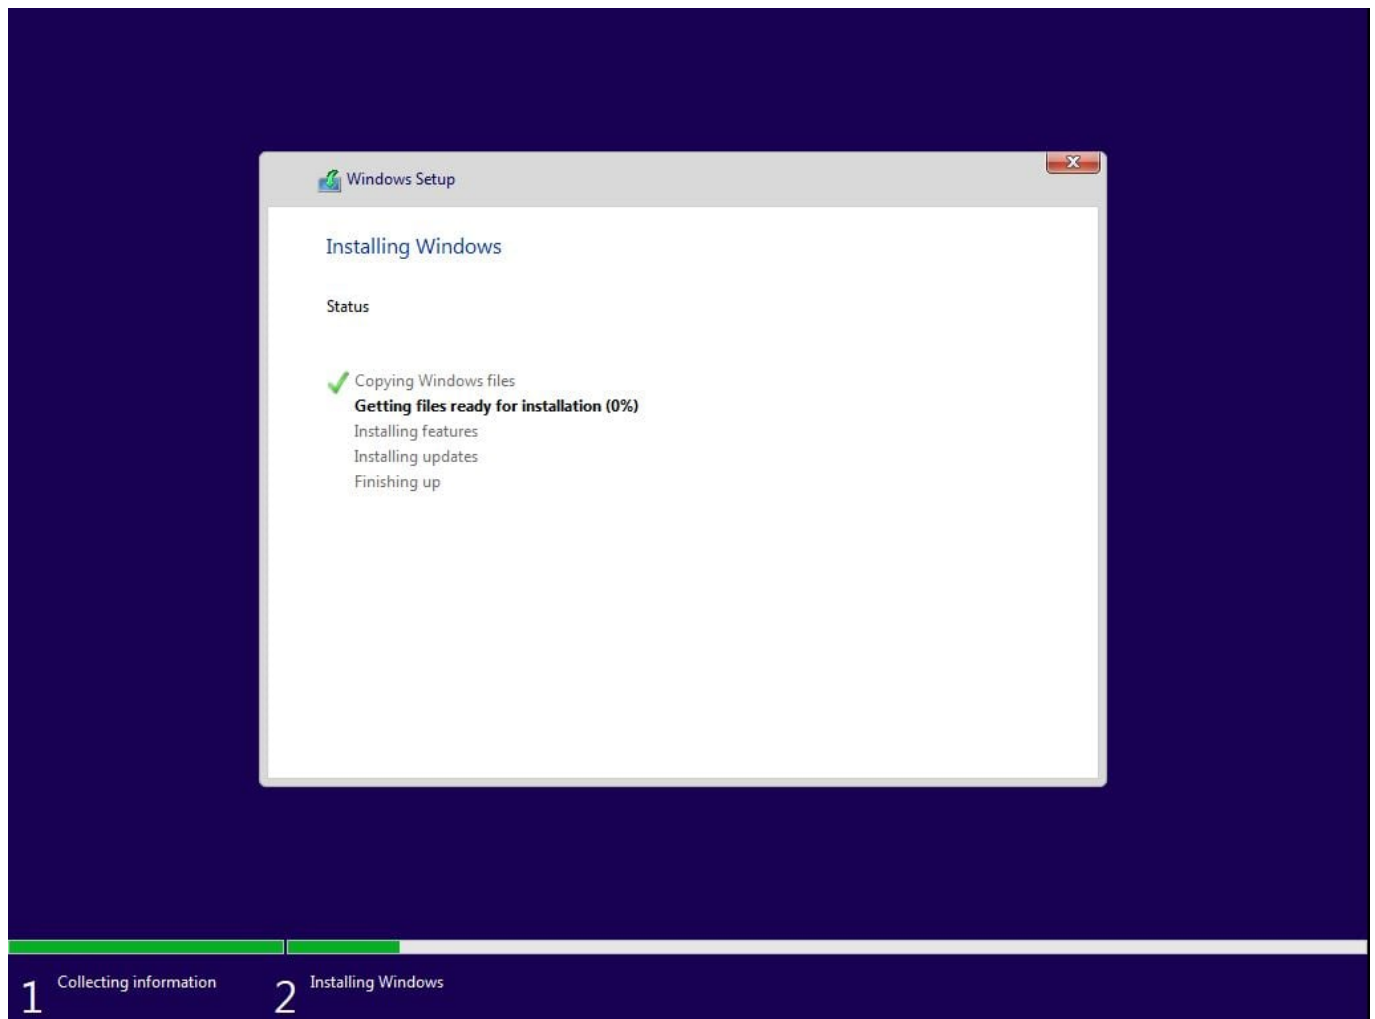 Windows Setup
Installing Windows
Status
Copying Windows files
Getting files ready for installation (0%)
Installing features
Installing updates
Finishing up
1 Collecting information
2 Installing Windows